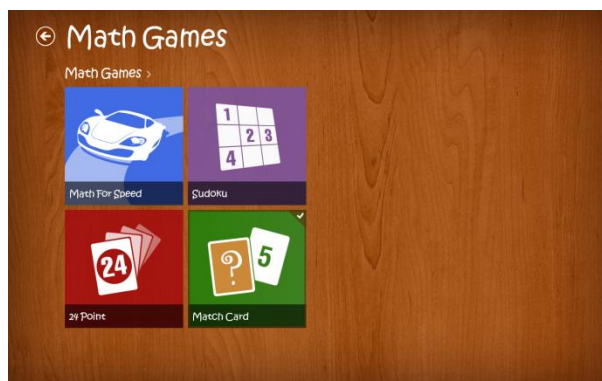 Math Games
Math Games >
1
2 3
4
Math For Speed
Sudoku
24
? 5
24 Point
Match Card